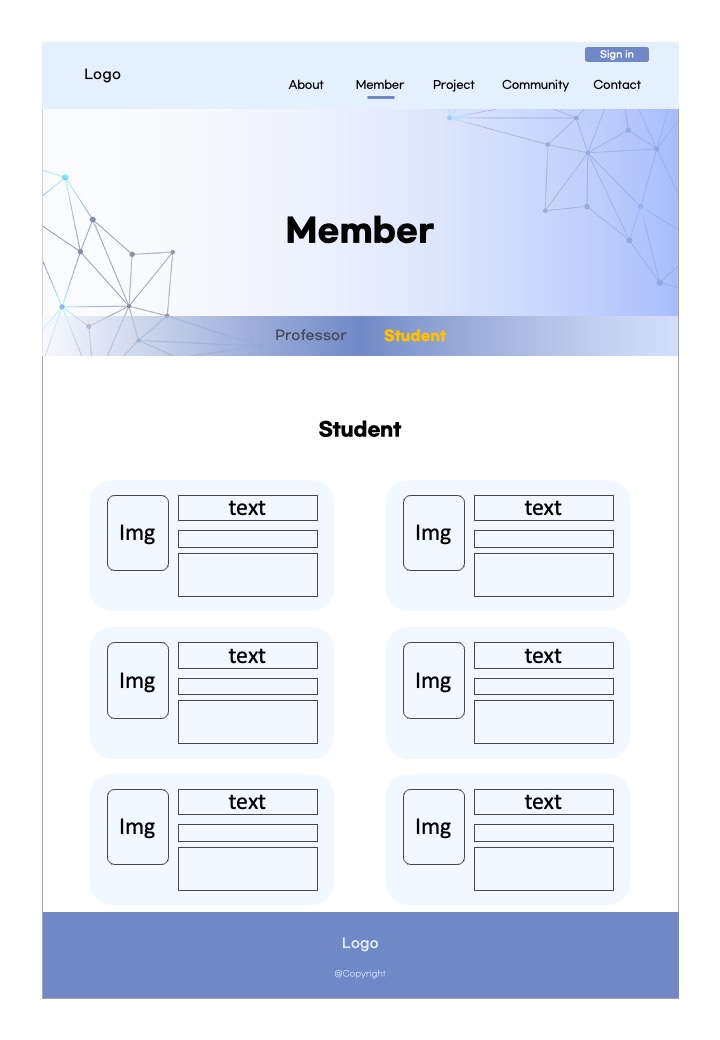 Sign in
Logo
About Member Project Community Contact
Member
Professor Student
Student
Img text
Img text
Img text
Img text
Img text
Img text
Logo
@Copyright